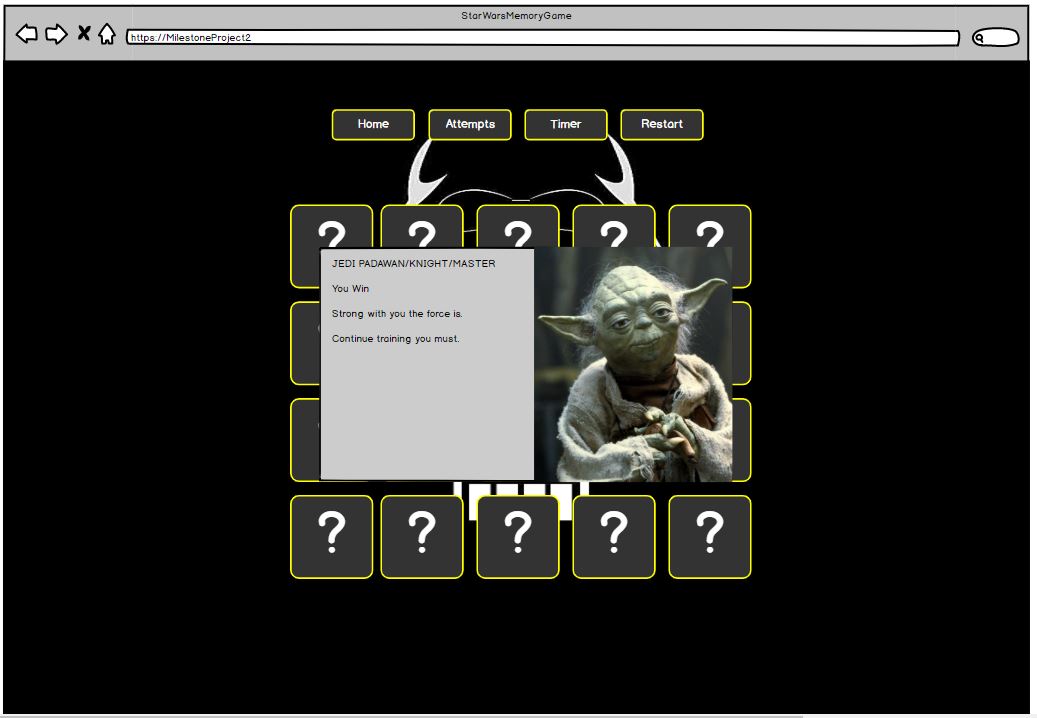 StarWarsMemoryGame
https://MilestoneProject2
Home
Attempts
Timer
Restart
? ? ? ? ?
JEDI PADAWAN/KNIGHT/MASTER
You Win
Strong with you the force is.
Continue training you must.
? ? ? ? ?